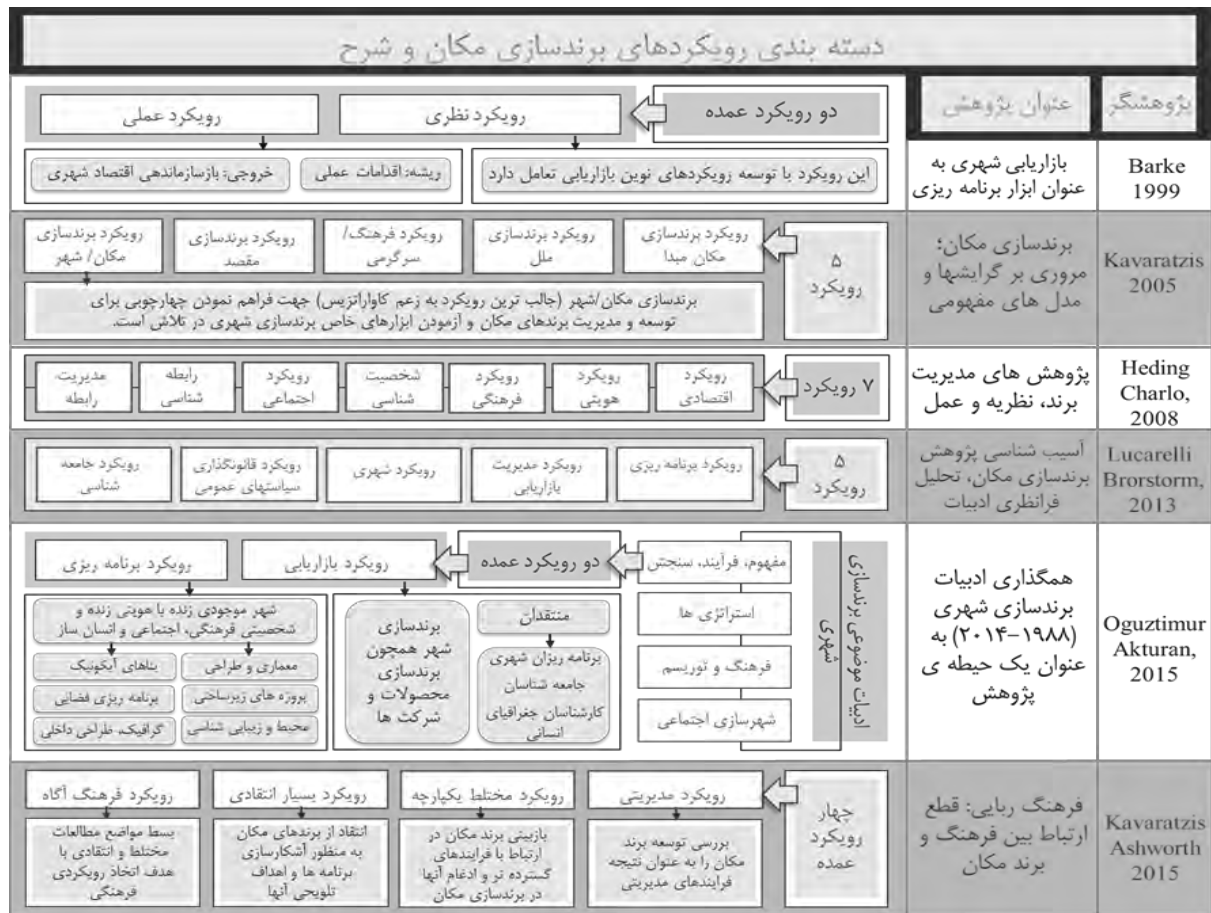 دسته بندی رویکردهای برندسازی مکان و شرح
پژوهشگر
عنوان پژوهش
Barke
1999
بازاریابی شهری به
عنوان ابزار برنامه ریزی
دو رویکرد عمده
رویکرد نظری
رویکرد عملی
این رویکرد با توسعه رویکردهای نوین بازاریابی تعامل دارد
ریشه: اقدامات عملی
خروجی: بازسازماندهی اقتصاد شهری
Kavaratzis
2005
برندسازی مکان؛
مروری بر گرایشها و
مدل های مفهومی
۵
رویکرد
رویکرد برندسازی
مکان مبدا
رویکرد برندسازی
ملل
رویکرد فرهنگ/
سرگرمی
رویکرد برندسازی
مقصد
رویکرد برندسازی
مکان/ شهر
برندسازی مکان/شهر (جالب ترین رویکرد به زعم کاواراتزیس) جهت فراهم نمودن چهارچوبی برای
توسعه و مدیریت برندهای مکان و آزمودن ابزارهای خاص برندسازی شهری در تلاش است.
Heding
Charlo,
2008
پژوهش های مدیریت
برند، نظریه و عمل
۷ رویکرد
رویکرد
اقتصادی
رویکرد
هویتی
رویکرد
فرهنگی
شخصیت
شناسی
رویکرد
اجتماعی
رابطه
شناسی
مدیریت
رابطه
Lucarelli
Brorstorm,
2013
آسیب شناسی پژوهش
برندسازی مکان، تحلیل
فرانظری ادبیات
۵
رویکرد
رویکرد برنامه ریزی
رویکرد مدیریت
بازاریابی
رویکرد شهری
رویکرد قانونگذاری
سیاستهای عمومی
رویکرد جامعه
شناسی
Oguztimur
Akturan,
2015
همگذاری ادبیات
برندسازی شهری
(۱۹۸۸-۲۰۱۴) به
عنوان یک حیطه ی
پژوهش
ادبیات موضوعی برندسازی
شهری
مفهوم، فرآیند، سنجش
استراتژی ها
فرهنگ و توریسم
شهرسازی اجتماعی
دو رویکرد عمده
رویکرد بازاریابی
رویکرد برنامه ریزی
منتقدان
برنامه ریزان شهری
جامعه شناسان
کارشناسان جغرافیای
انسانی
برندسازی
شهر همچون
برندسازی
محصولات و
شرکت ها
شهر موجودی زنده با هویتی زنده و
شخصیتی فرهنگی، اجتماعی و انسان ساز
معماری و طراحی
بناهای آیکونیک
پروژه های زیرساختی
برنامه ریزی فضایی
محیط و زیبایی شناسی
گرافیک، طراحی داخلی
Kavaratzis
Ashworth
2015
فرهنگ ربایی: قطع
ارتباط بین فرهنگ و
برند مکان
چهار
رویکرد
عمده
رویکرد مدیریتی
رویکرد مختلط یکپارچه
رویکرد بسیار انتقادی
رویکرد فرهنگ آگاه
بررسی توسعه برند
مکان را به عنوان نتیجه
فرایندهای مدیریتی
بازبینی برند مکان در
ارتباط با فرایندهای
گسترده تر و ادغام آنها
در برندسازی مکان
انتقاد از برندهای مکان
به منظور آشکارسازی
برنامه ها و اهداف
تلویحی آنها
بسط مواضع مطالعات
مختلط و انتقادی با
هدف اتخاذ رویکردی
فرهنگی